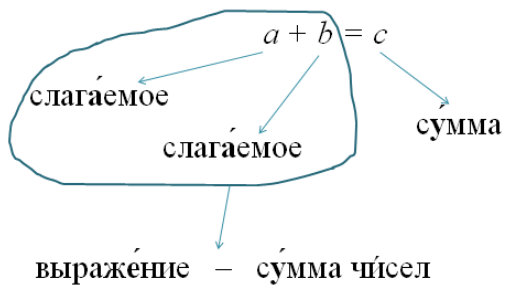 a + b = c
слага́емое
су́мма
слага́емое
выраже́ние – су́мма чи́сел